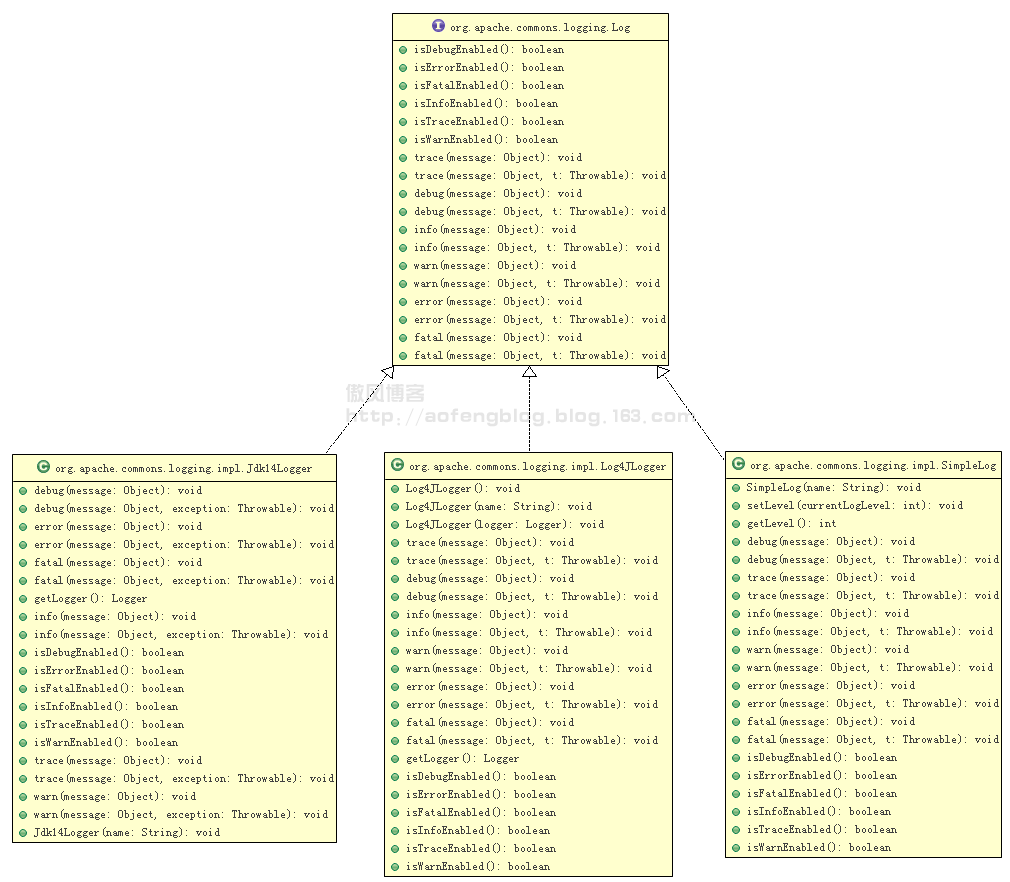 org.apache.commons.logging.Log
isDebugEnabled(): boolean
isErrorEnabled(): boolean
isFatalEnabled(): boolean
isInfoEnabled(): boolean
isTraceEnabled(): boolean
isWarnEnabled(): boolean
trace(message: Object): void
trace(message: Object, t: Throwable): void
debug(message: Object): void
debug(message: Object, t: Throwable): void
info(message: Object): void
info(message: Object, t: Throwable): void
warn(message: Object): void
warn(message: Object, t: Throwable): void
error(message: Object): void
error(message: Object, t: Throwable): void
fatal(message: Object): void
fatal(message: Object, t: Throwable): void
傲风博客
http://aofengblog.blog.163.com
org.apache.commons.logging.impl.Jdk14Logger
debug(message: Object): void
debug(message: Object, exception: Throwable): void
error(message: Object): void
error(message: Object, exception: Throwable): void
fatal(message: Object): void
fatal(message: Object, exception: Throwable): void
getLogger(): Logger
info(message: Object): void
info(message: Object, exception: Throwable): void
isDebugEnabled(): boolean
isErrorEnabled(): boolean
isFatalEnabled(): boolean
isInfoEnabled(): boolean
isTraceEnabled(): boolean
isWarnEnabled(): boolean
trace(message: Object): void
trace(message: Object, exception: Throwable): void
warn(message: Object): void
warn(message: Object, exception: Throwable): void
Jdk14Logger(name: String): void
org.apache.commons.logging.impl.Log4JLogger
Log4JLogger(): void
Log4JLogger(name: String): void
Log4JLogger(logger: Logger): void
trace(message: Object): void
trace(message: Object, t: Throwable): void
debug(message: Object): void
debug(message: Object, t: Throwable): void
info(message: Object): void
info(message: Object, t: Throwable): void
warn(message: Object): void
warn(message: Object, t: Throwable): void
error(message: Object): void
error(message: Object, t: Throwable): void
fatal(message: Object): void
fatal(message: Object, t: Throwable): void
getLogger(): Logger
isDebugEnabled(): boolean
isErrorEnabled(): boolean
isFatalEnabled(): boolean
isInfoEnabled(): boolean
isTraceEnabled(): boolean
isWarnEnabled(): boolean
org.apache.commons.logging.impl.SimpleLog
SimpleLog(name: String): void
setLevel(currentLogLevel: int): void
getLevel(): int
debug(message: Object): void
debug(message: Object, t: Throwable): void
trace(message: Object): void
trace(message: Object, t: Throwable): void
info(message: Object): void
info(message: Object, t: Throwable): void
warn(message: Object): void
warn(message: Object, t: Throwable): void
error(message: Object): void
error(message: Object, t: Throwable): void
fatal(message: Object): void
fatal(message: Object, t: Throwable): void
isDebugEnabled(): boolean
isErrorEnabled(): boolean
isFatalEnabled(): boolean
isInfoEnabled(): boolean
isTraceEnabled(): boolean
isWarnEnabled(): boolean